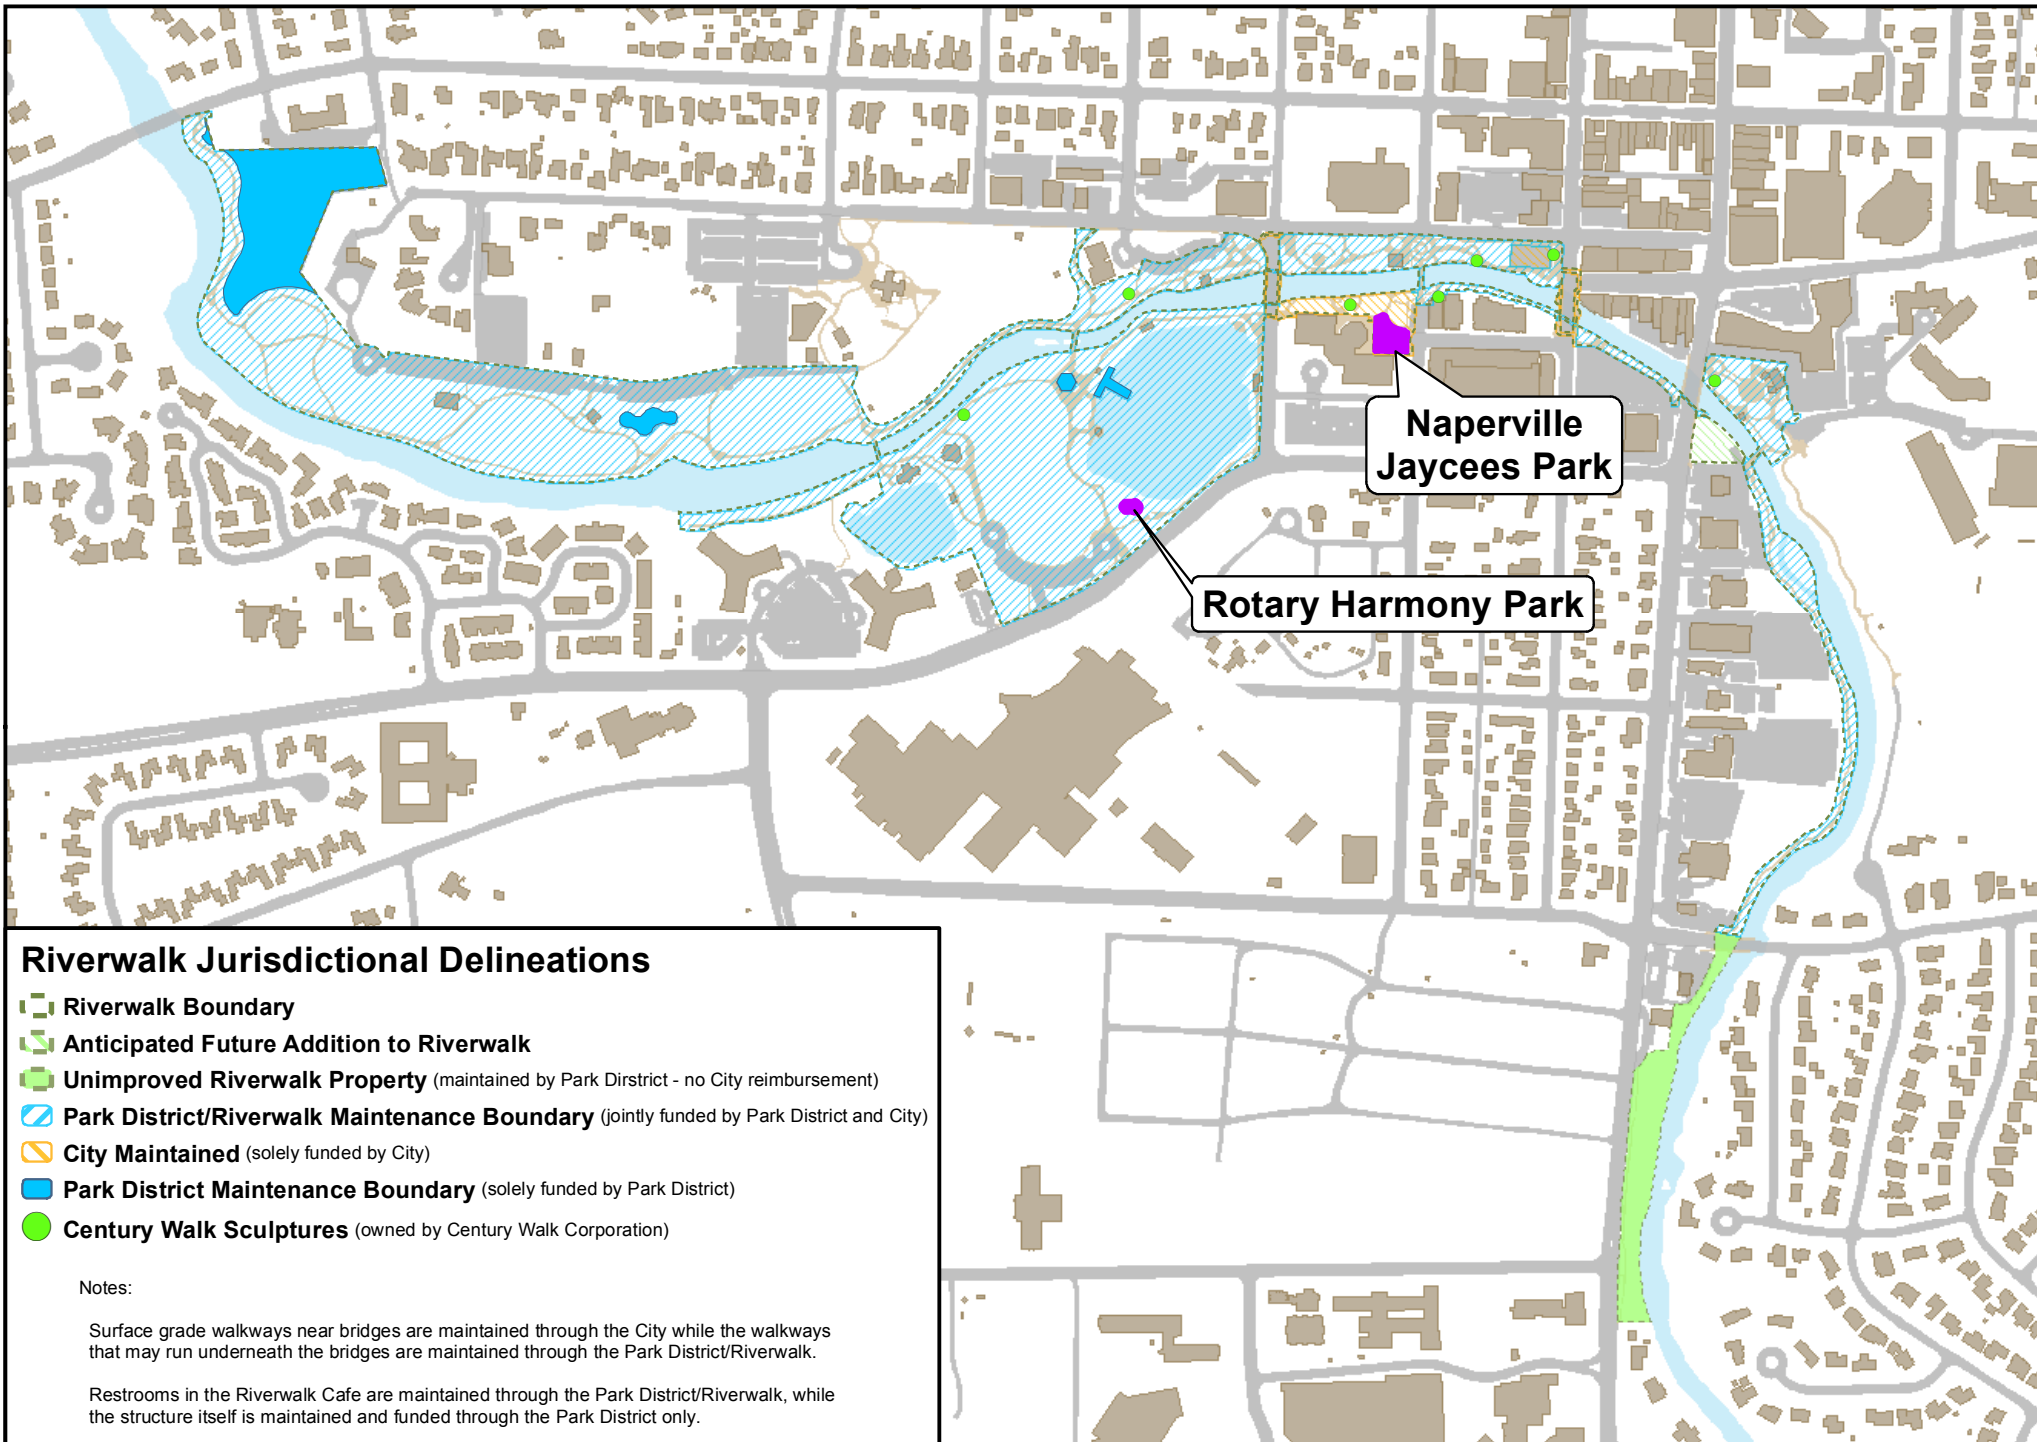 Naperville
Jaycees Park
Rotary Harmony Park
Riverwalk Jurisdictional Delineations
Riverwalk Boundary
Anticipated Future Addition to Riverwalk
Unimproved Riverwalk Property (maintained by Park Dirstrict - no City reimbursement)
Park District/Riverwalk Maintenance Boundary (jointly funded by Park District and City)
City Maintained (solely funded by City)
Park District Maintenance Boundary (solely funded by Park District)
Century Walk Sculptures (owned by Century Walk Corporation)
Notes:
Surface grade walkways near bridges are maintained through the City while the walkways
that may run underneath the bridges are maintained through the Park District/Riverwalk.
Restrooms in the Riverwalk Cafe are maintained through the Park District/Riverwalk, while
the structure itself is maintained and funded through the Park District only.